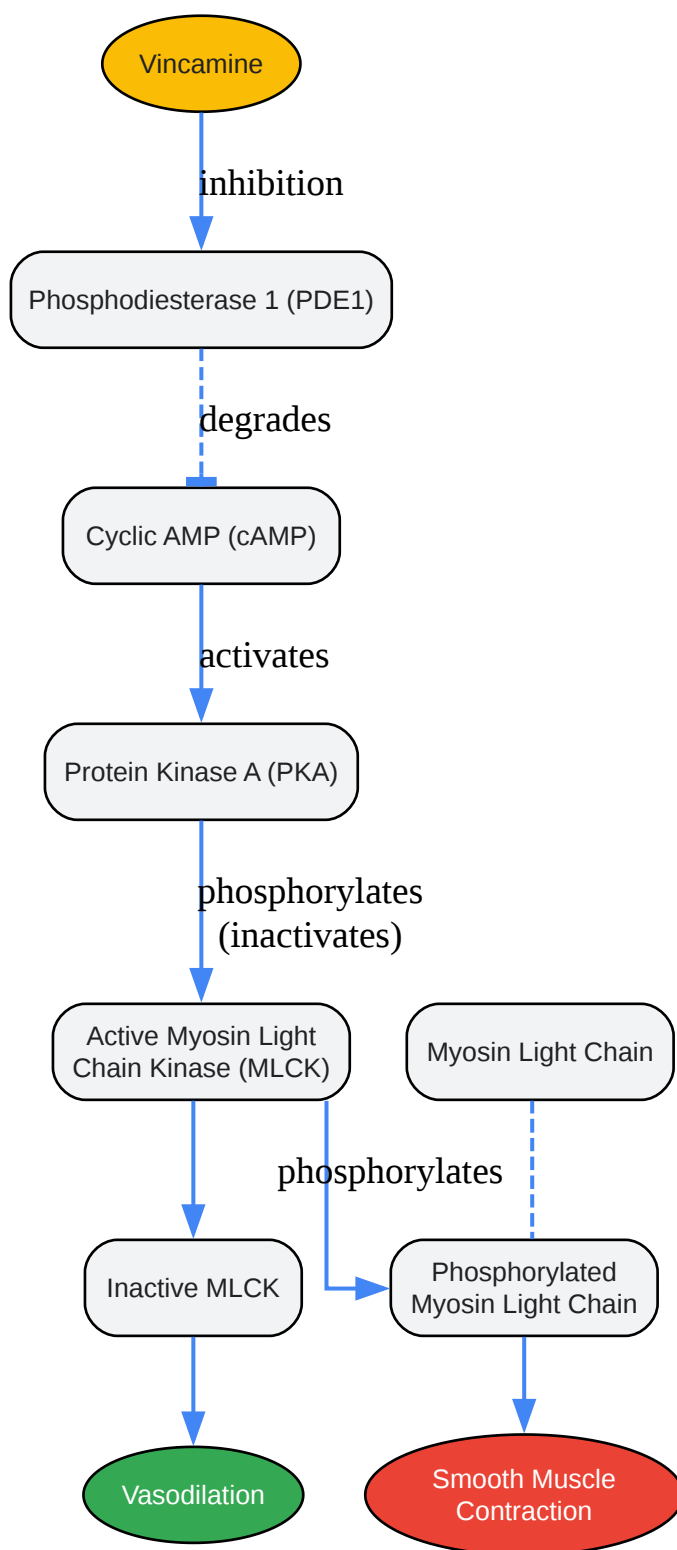 Vincamine
inhibition
Phosphodiesterase 1 (PDE1)
degrades
Cyclic AMP (cAMP)
activates
Protein Kinase A (PKA)
phosphorylates
(inactivates)
Active Myosin Light
Chain Kinase (MLCK)
Myosin Light Chain
phosphorylates
Inactive MLCK
Phosphorylated
Myosin Light Chain
Vasodilation
Smooth Muscle
Contraction